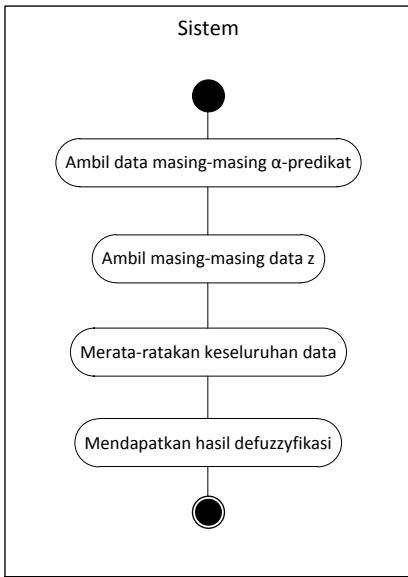 Sistem
Ambil data masing-masing α-predikat
Ambil masing-masing data z
Merata-ratakan keseluruhan data
Mendapatkan hasil defuzzyfikasi